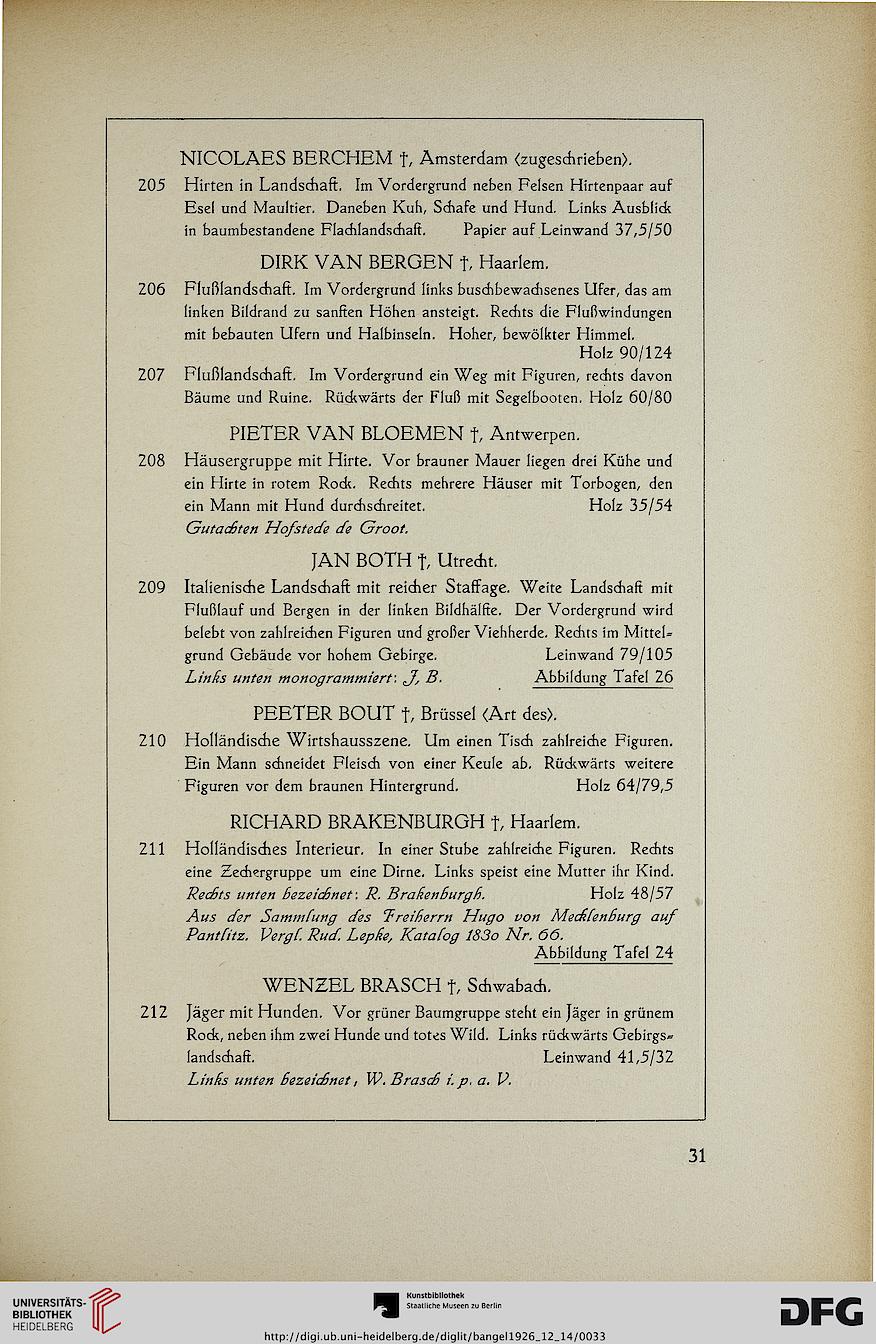 NICOLAES BERCHEM †, Amsterdam ⟨zugeschrieben⟩.
205 Hirten in Landschaft. Im Vordergrund neben Felsen Hirtenpaar auf
Esel und Maultier. Daneben Kuh, Schafe und Hund. Links Ausblick
in baumbestandene Flachlandschaft. Papier auf Leinwand 37,5/50
DIRK VAN BERGEN †, Haarlem.
206 Flußlandschaft. Im Vordergrund links buschbewachsenes Ufer, das am
linken Bildrand zu sanften Höhen ansteigt. Rechts die Flußwindungen
mit bebauten Ufern und Halbinseln. Hoher, bewölkter Himmel.
Holz 90/124
207 Flußlandschaft. Im Vordergrund ein Weg mit Figuren, rechts davon
Bäume und Ruine. Rückwärts der Fluß mit Segelbooten. Holz 60/80
PIETER VAN BLOEMEN †, Antwerpen.
208 Häusergruppe mit Hirte. Vor brauner Mauer liegen drei Kühe und
ein Hirte in rotem Rock. Rechts mehrere Häuser mit Torbogen, den
ein Mann mit Hund durchschreitet. Holz 35/54
Gutachten Hofstede de Groot.
JAN BOTH †, Utrecht.
209 Italienische Landschaft mit reicher Staffage. Weite Landschaft mit
Flußlauf und Bergen in der linken Bildhälfte. Der Vordergrund wird
belebt von zahlreichen Figuren und großer Viehherde. Rechts im Mittel-
grund Gebäude vor hohem Gebirge. Leinwand 79/105
Links unten monogrammiert: J, B. Abbildung Tafel 26
PEETER BOUT †, Brüssel ⟨Art des⟩.
210 Holländische Wirtshausszene. Um einen Tisch zahlreiche Figuren.
Ein Mann schneidet Fleisch von einer Keule ab. Rückwärts weitere
Figuren vor dem braunen Hintergrund. Holz 64/79,5
RICHARD BRAKENBURGH †, Haarlem.
211 Holländisches Interieur. In einer Stube zahlreiche Figuren. Rechts
eine Zechergruppe um eine Dirne. Links speist eine Mutter ihr Kind.
Rechts unten bezeichnet: R. Brakenburgh. Holz 48/57
Aus der Sammlung des Freiherrn Hugo von Mecklenburg auf
Pantlitz. Vergl. Rud. Lepke, Katalog 183o Nr. 66.
Abbildung Tafel 24
WENZEL BRASCH †, Schwabach.
212 Jäger mit Hunden. Vor grüner Baumgruppe steht ein Jäger in grünem
Rock, neben ihm zwei Hunde und totes Wild. Links rückwärts Gebirgs-
landschaft. Leinwand 41,5/32
Links unten bezeichnet, W. Brasch i. p. a. V.
31
UNIVERSITÄTS-
BIBLIOTHEK
HEIDELBERG
Kunstbibliothek
Staatliche Museen zu Berlin
DFG
http://digi.ub.uni-heidelberg.de/diglit/bangel1926_12_14/0033